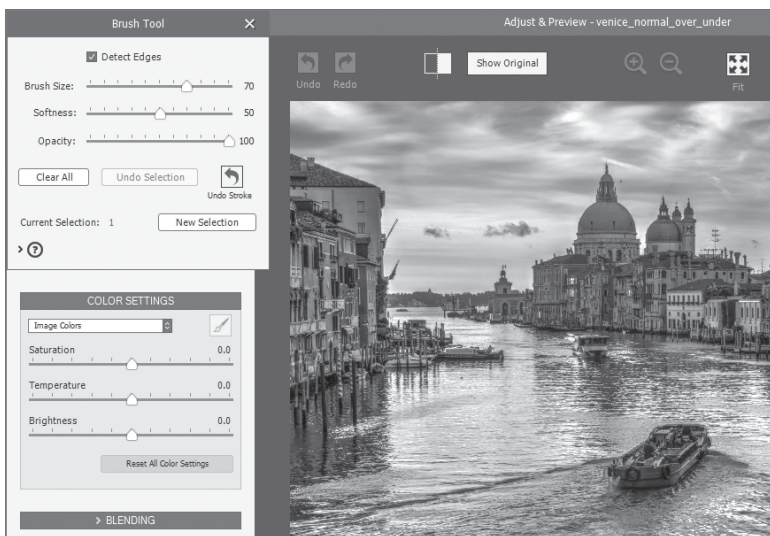 Brush Tool
Adjust & Preview - venice_normal_over_under
Detect Edges
Brush Size: 70
Softness: 50
Opacity: 100
Clear All Undo Selection
Undo Stroke
Current Selection: 1 New Selection
> ?
Undo Redo
Show Original
Fit
COLOR SETTINGS
Image Colors
Saturation 0.0
Temperature 0.0
Brightness 0.0
Reset All Color Settings
> BLENDING